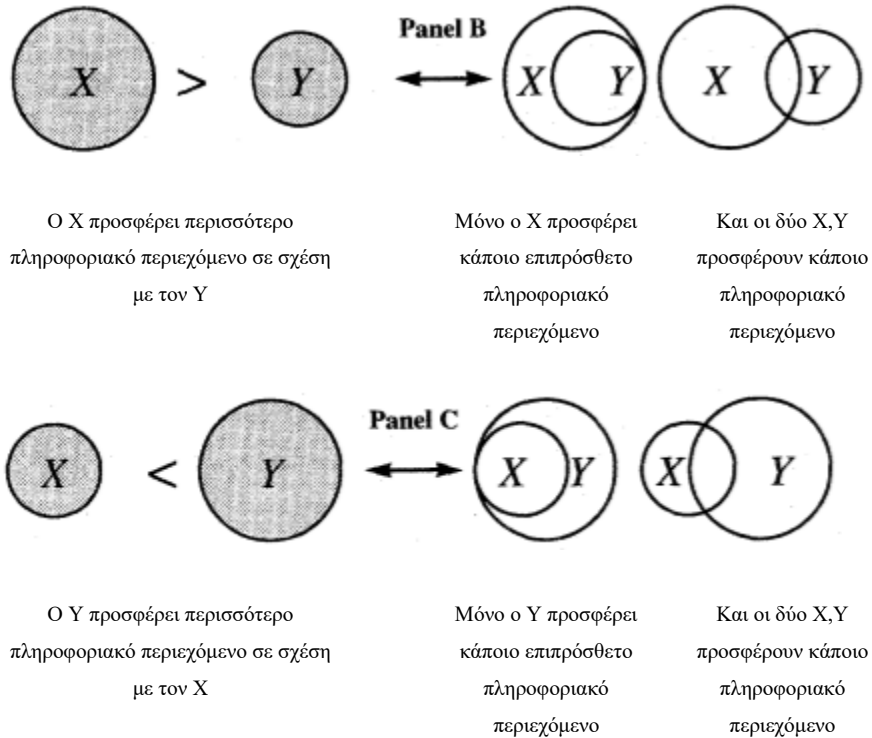 Panel B
X > Y X Y X Y
Ο Χ προσφέρει περισσότερο
πληροφοριακό περιεχόμενο σε σχέση
με τον Υ
Μόνο ο Χ προσφέρει
κάποιο επιπρόσθετο
πληροφοριακό
περιεχόμενο
Και οι δύο Χ,Υ
προσφέρουν κάποιο
πληροφοριακό
περιεχόμενο
Panel C
X < Y X Y X Y
Ο Υ προσφέρει περισσότερο
πληροφοριακό περιεχόμενο σε σχέση
με τον Χ
Μόνο ο Υ προσφέρει
κάποιο επιπρόσθετο
πληροφοριακό
περιεχόμενο
Και οι δύο Χ,Υ
προσφέρουν κάποιο
πληροφοριακό
περιεχόμενο